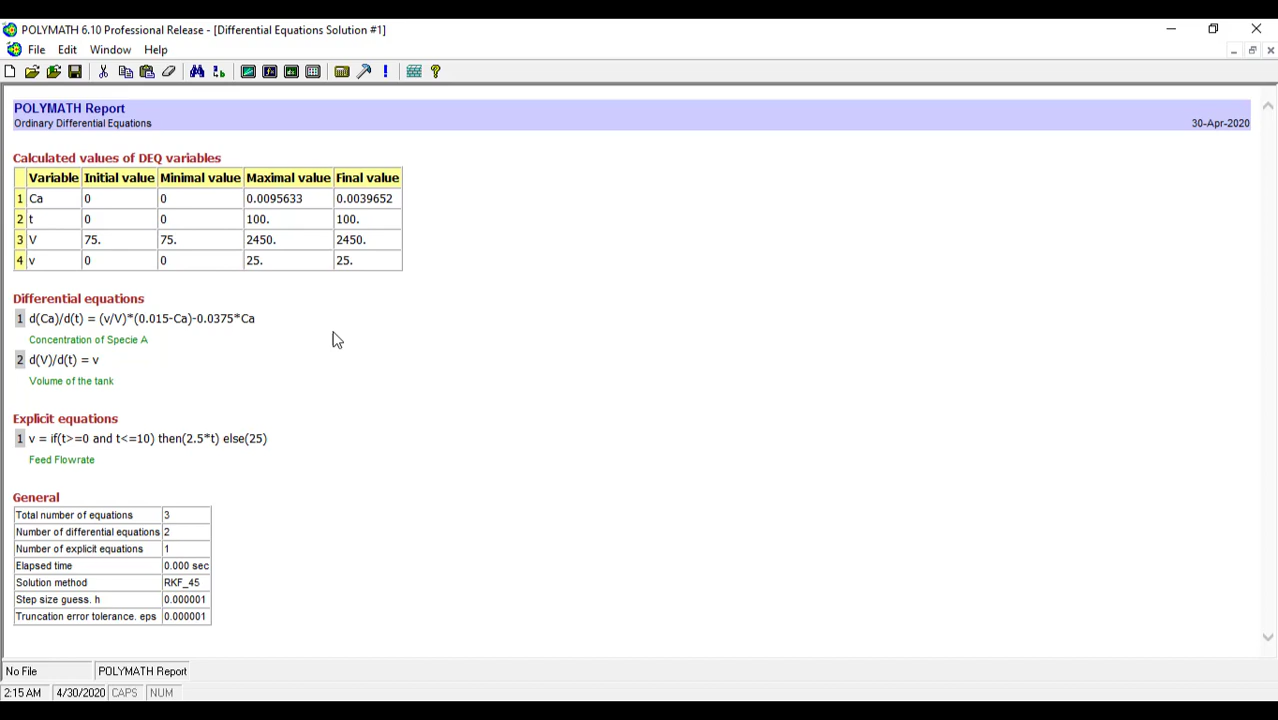 POLYMATH 6.10 Professional Release - [Differential Equations Solution #1]
File Edit Window Help
POLYMATH Report
Ordinary Differential Equations 30-Apr-2020
Calculated values of DEQ variables
Variable Initial value Minimal value Maximal value Final value
1 Ca 0 0 0.0095633 0.0039652
2 t 0 0 100. 100.
3 V 75. 75. 2450. 2450.
4 v 0 0 25. 25.
Differential equations
1 d(Ca)/d(t) = (v/V)*(0.015-Ca)-0.0375*Ca
Concentration of Specie A
2 d(V)/d(t) = v
Volume of the tank
Explicit equations
1 v = if(t>=0 and t<=10) then(2.5*t) else(25)
Feed Flowrate
General
Total number of equations 3
Number of differential equations 2
Number of explicit equations 1
Elapsed time 0.000 sec
Solution method RKF_45
Step size guess. h 0.000001
Truncation error tolerance. eps 0.000001
No File POLYMATH Report
2:15 AM 4/30/2020 CAPS NUM